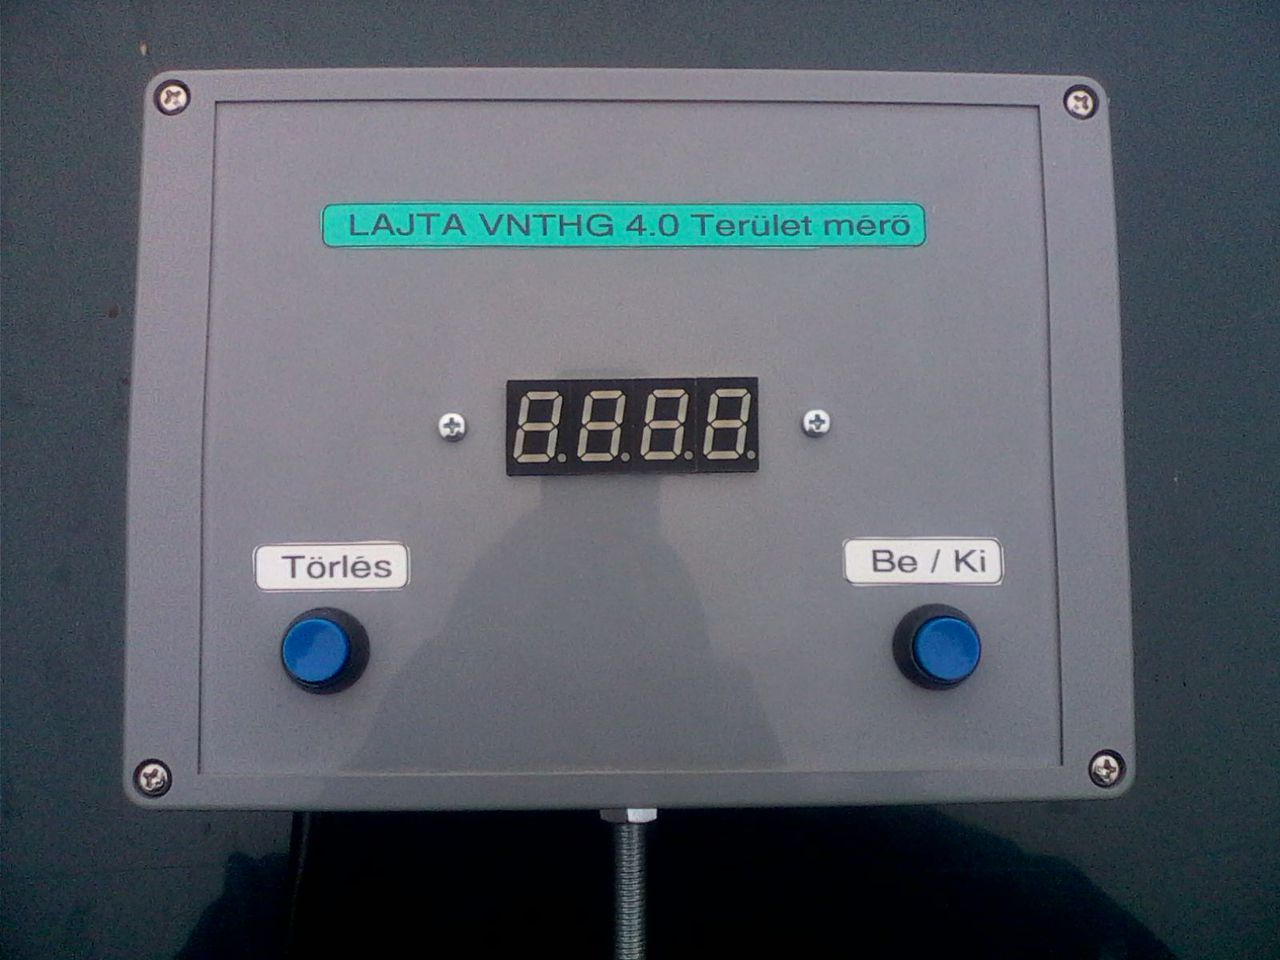 LAJTA VNTHG 4.0 Terület mérő
Törlés
Be / Ki